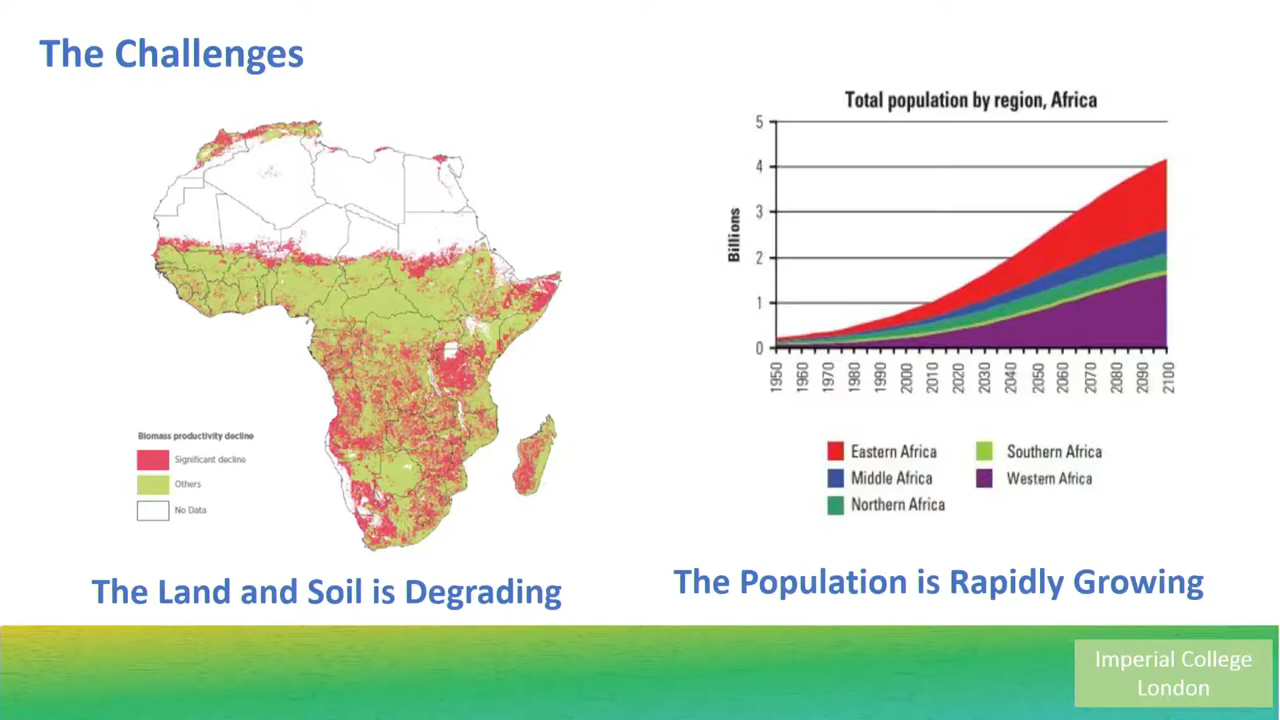 The Challenges
Biomass productivity decline
Significant decline
Others
No Data
The Land and Soil is Degrading
Total population by region, Africa
Billions
5
4
3
2
1
0
1950
1960
1970
1980
1990
2000
2010
2020
2030
2040
2050
2060
2070
2080
2090
2100
Eastern Africa
Middle Africa
Northern Africa
Southern Africa
Western Africa
The Population is Rapidly Growing
Imperial College
London